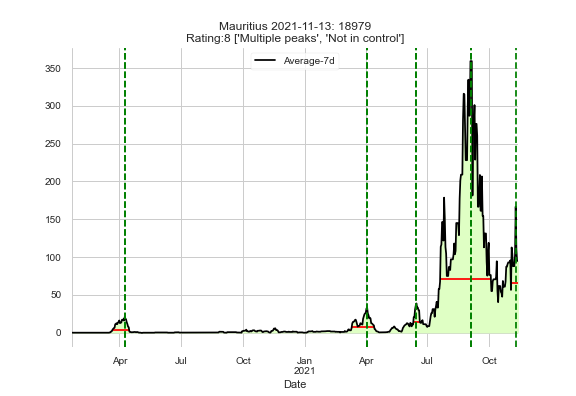 Mauritius 2021-11-13: 18979
Rating:8 ['Multiple peaks', 'Not in control']
Average-7d
350
300
250
200
150
100
50
0
Apr Jul Oct Jan Apr Jul Oct
2021
Date